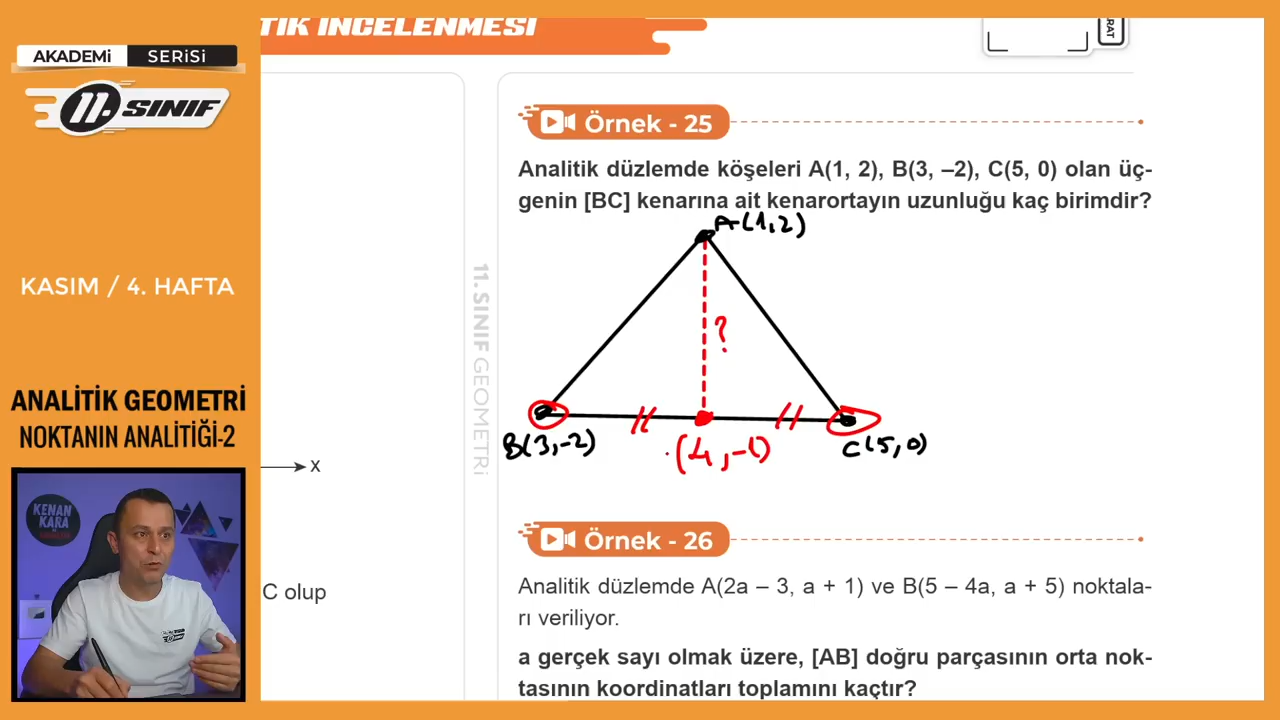 TİK İNCELENMESİ
RAT
AKADEMİ SERİSİ
11. SINIF
KASIM / 4. HAFTA
ANALİTİK GEOMETRİ
NOKTANIN ANALİTİĞİ-2
KENAN
KARA
x
C olup
11. SINIF GEOMETRİ
Örnek - 25
Analitik düzlemde köşeleri A(1, 2), B(3, –2), C(5, 0) olan üç-
genin [BC] kenarına ait kenarortayın uzunluğu kaç birimdir?
A(1,2)
?
B(3,-2)
(4,-1)
C(5,0)
Örnek - 26
Analitik düzlemde A(2a – 3, a + 1) ve B(5 – 4a, a + 5) noktala-
rı veriliyor.
a gerçek sayı olmak üzere, [AB] doğru parçasının orta nok-
tasının koordinatları toplamını kaçtır?